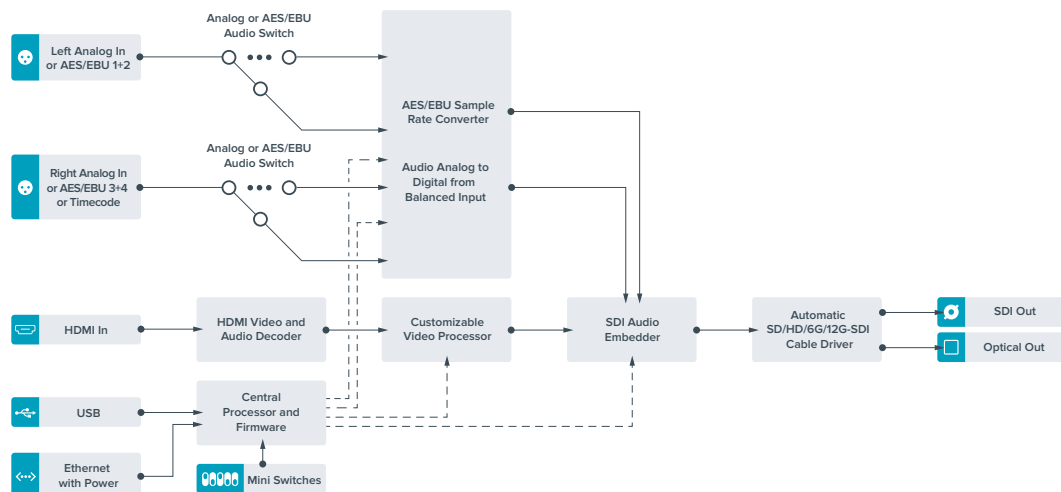 Analog or AES/EBU
Audio Switch
Left Analog In
or AES/EBU 1+2
AES/EBU Sample
Rate Converter
Analog or AES/EBU
Audio Switch
Right Analog In
or AES/EBU 3+4
or Timecode
Audio Analog to
Digital from
Balanced Input
HDMI In
HDMI Video and
Audio Decoder
Customizable
Video Processor
SDI Audio
Embedder
Automatic
SD/HD/6G/12G-SDI
Cable Driver
SDI Out
Optical Out
USB
Central
Processor and
Firmware
Ethernet
with Power
Mini Switches